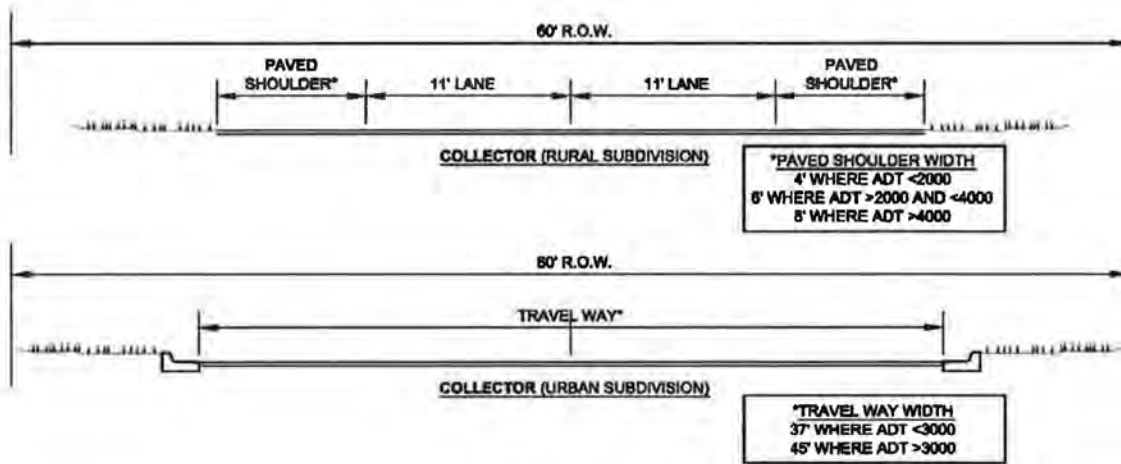 60' R.O.W.
PAVED SHOULDER*
11' LANE
11' LANE
PAVED SHOULDER*
COLLECTOR (RURAL SUBDIVISION)
*PAVED SHOULDER WIDTH
4' WHERE ADT <2000
6' WHERE ADT >2000 AND <4000
8' WHERE ADT >4000
60' R.O.W.
TRAVEL WAY*
COLLECTOR (URBAN SUBDIVISION)
*TRAVEL WAY WIDTH
37' WHERE ADT <3000
45' WHERE ADT >3000